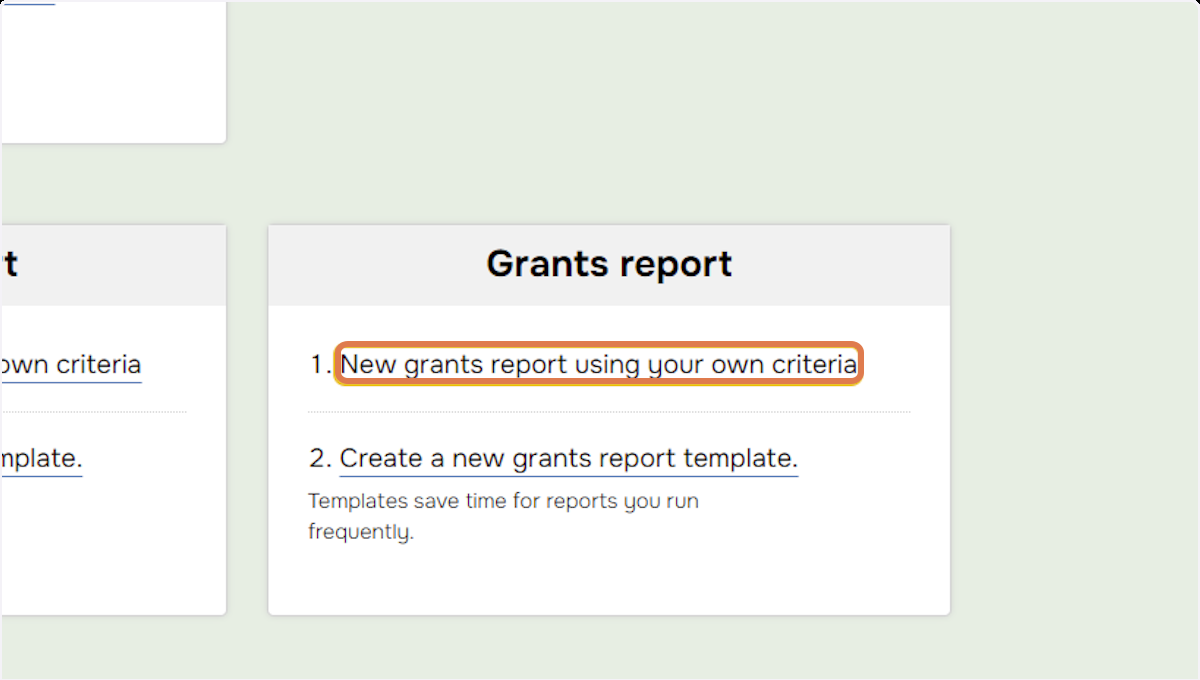 Grants report
own criteria
1. New grants report using your own criteria
2. Create a new grants report template.
Templates save time for reports you run
frequently.